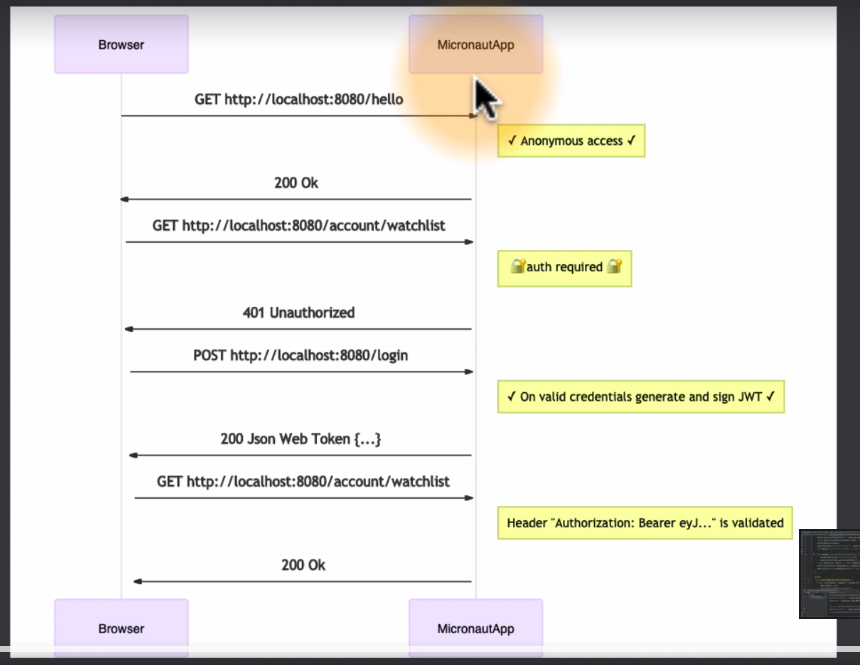 Browser
MicronautApp
GET http://localhost:8080/hello
✓ Anonymous access ✓
200 Ok
GET http://localhost:8080/account/watchlist
🔐auth required 🔐
401 Unauthorized
POST http://localhost:8080/login
✓ On valid credentials generate and sign JWT ✓
200 Json Web Token {...}
GET http://localhost:8080/account/watchlist
Header "Authorization: Bearer eyJ..." is validated
200 Ok
Browser
MicronautApp